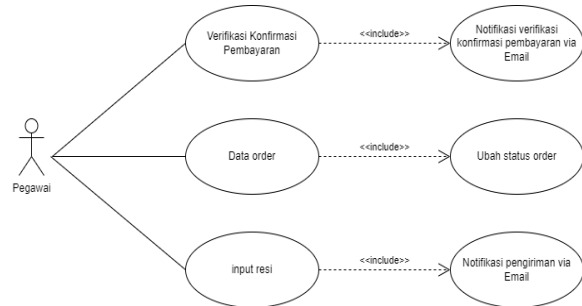 Verifikasi Konfirmasi
Pembayaran
<<include>>
Notifikasi verifikasi
konfirmasi pembayaran via
Email
Pegawai
Data order
<<include>>
Ubah status order
input resi
<<include>>
Notifikasi pengiriman via
Email